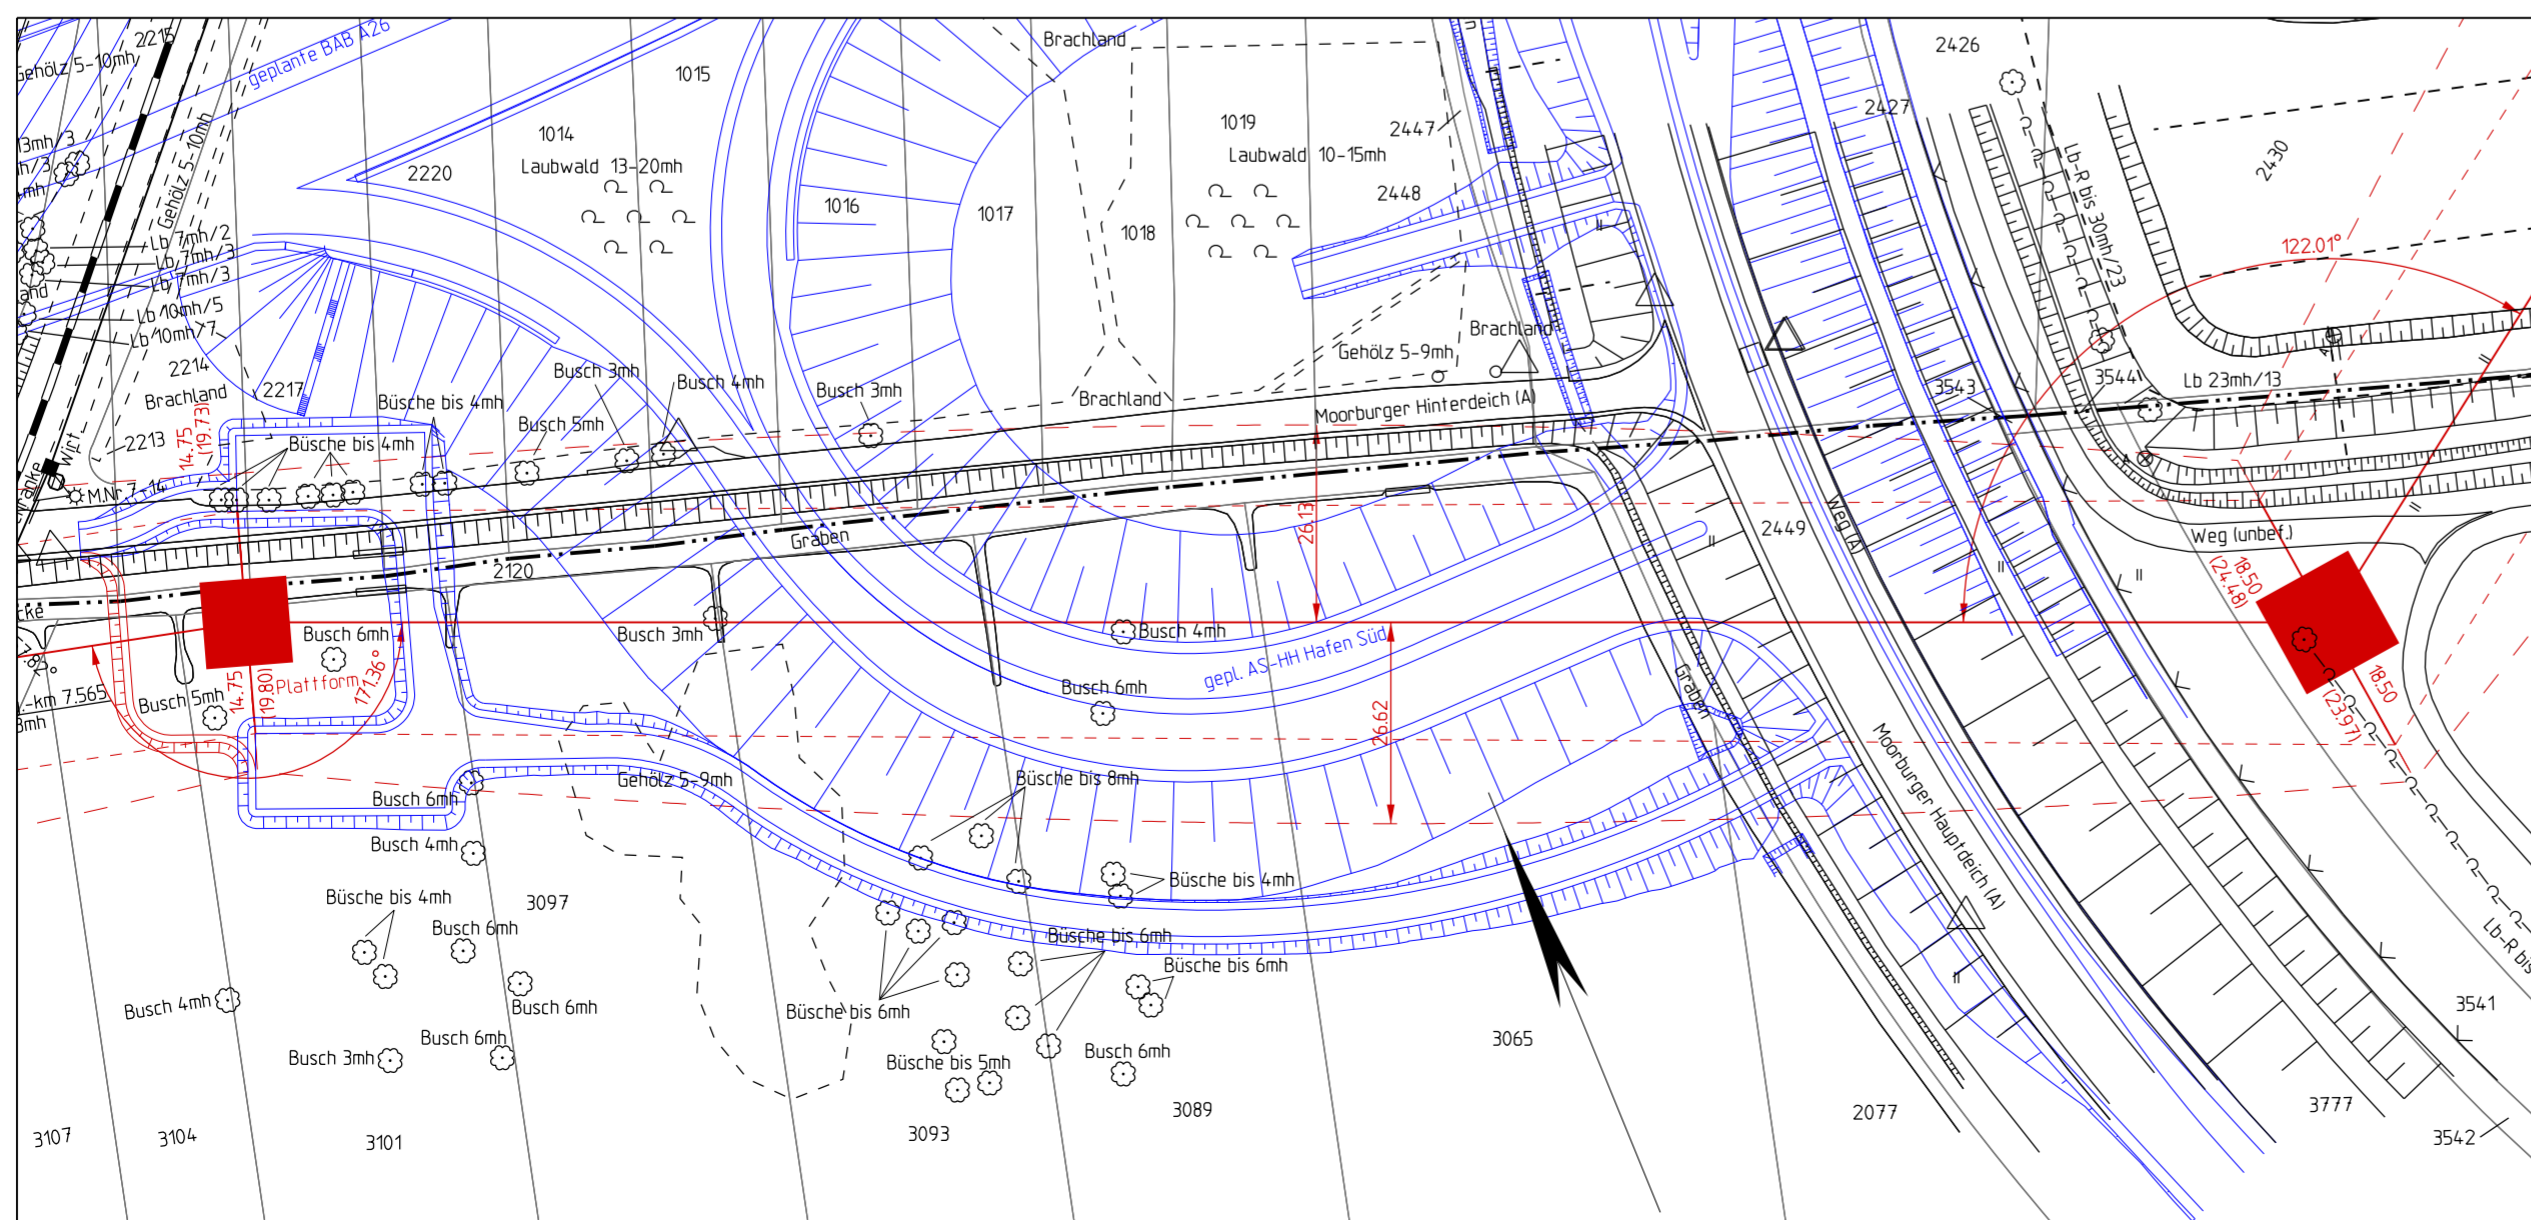 2215
Gehölz 5-10mh
geplante BAB A26
Brachland
1015
2426
13mh/3
Gehölz 5-10mh
1014
Laubwald 13-20mh
2220
1019
Laubwald 10-15mh
2447
2427
2448
Lb-R bis 30mh/23
2430
1016
1017
1018
Lb 7mh/2
Lb 7mh/3
Lb 7mh/3
Lb 10mh/5
Lb 10mh/7
122.01°
Brachland
Gehölz 5-9mh
2214
Brachland
2217
Busch 3mh
Busch 4mh
Büsche bis 4mh
Busch 3mh
Brachland
Moorburger Hinterdeich (A)
3543
3544
Lb 23mh/13
2213
14.75
(19.73)
Büsche bis 4mh
Busch 5mh
Wirt
M.Nr. 7_14
Graben
26.13
2449
Weg (A)
Weg (unbef.)
2120
18.50
(24.48)
Busch 6mh
Busch 3mh
Busch 4mh
gepl. AS-HH Hafen Süd
Plattform
171.36°
14.75
(19.80)
Busch 5mh
-km 7.565
Busch 6mh
Graben
18.50
(23.97)
26.62
Moorburger Hauptdeich (A)
Gehölz 5-9mh
Büsche bis 8mh
Busch 6mh
Busch 4mh
Büsche bis 4mh
Büsche bis 4mh
3097
Busch 6mh
Büsche bis 6mh
Büsche bis 6mh
Lb-R bis
Busch 4mh
Busch 6mh
Büsche bis 6mh
3541
Busch 6mh
Busch 3mh
Büsche bis 5mh
Busch 6mh
3065
3107
3104
3101
3093
3089
2077
3777
3542